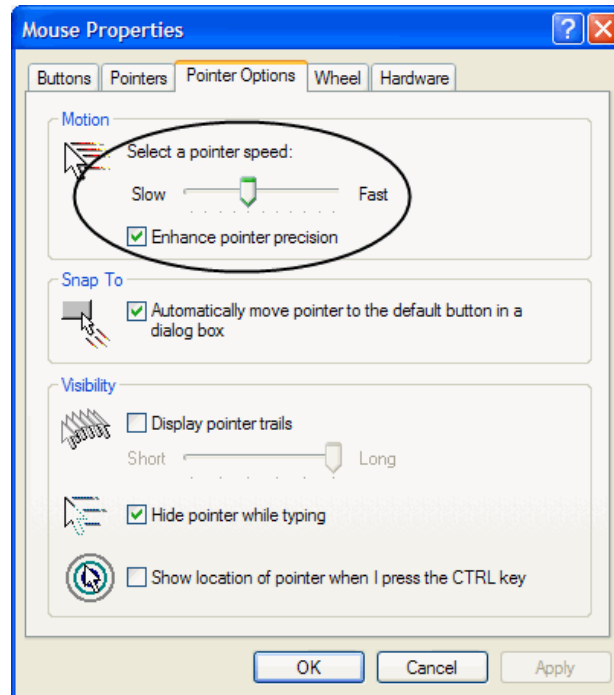 Mouse Properties
Buttons Pointers Pointer Options Wheel Hardware
Motion
Select a pointer speed:
Slow Fast
Enhance pointer precision
Snap To
Automatically move pointer to the default button in a
dialog box
Visibility
Display pointer trails
Short Long
Hide pointer while typing
Show location of pointer when I press the CTRL key
OK Cancel Apply